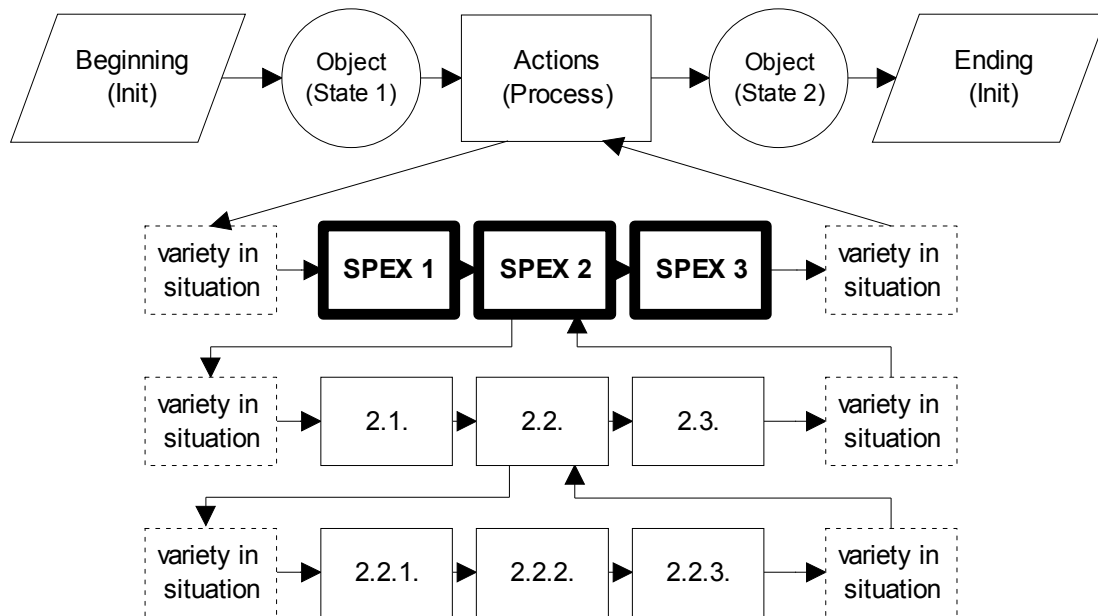 Beginning
(Init)
Object
(State 1)
Actions
(Process)
Object
(State 2)
Ending
(Init)
variety in
situation
SPEX 1
SPEX 2
SPEX 3
variety in
situation
variety in
situation
2.1.
2.2.
2.3.
variety in
situation
variety in
situation
2.2.1.
2.2.2.
2.2.3.
variety in
situation